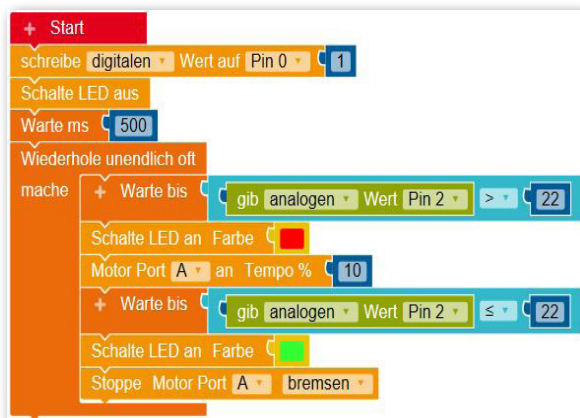 + Start
schreibe digitalen Wert auf Pin 0 1
Schalte LED aus
Warte ms 500
Wiederhole unendlich oft
mache + Warte bis gib analogen Wert Pin 2 > 22
Schalte LED an Farbe
Motor Port A an Tempo % 10
+ Warte bis gib analogen Wert Pin 2 ≤ 22
Schalte LED an Farbe
Stoppe Motor Port A bremsen